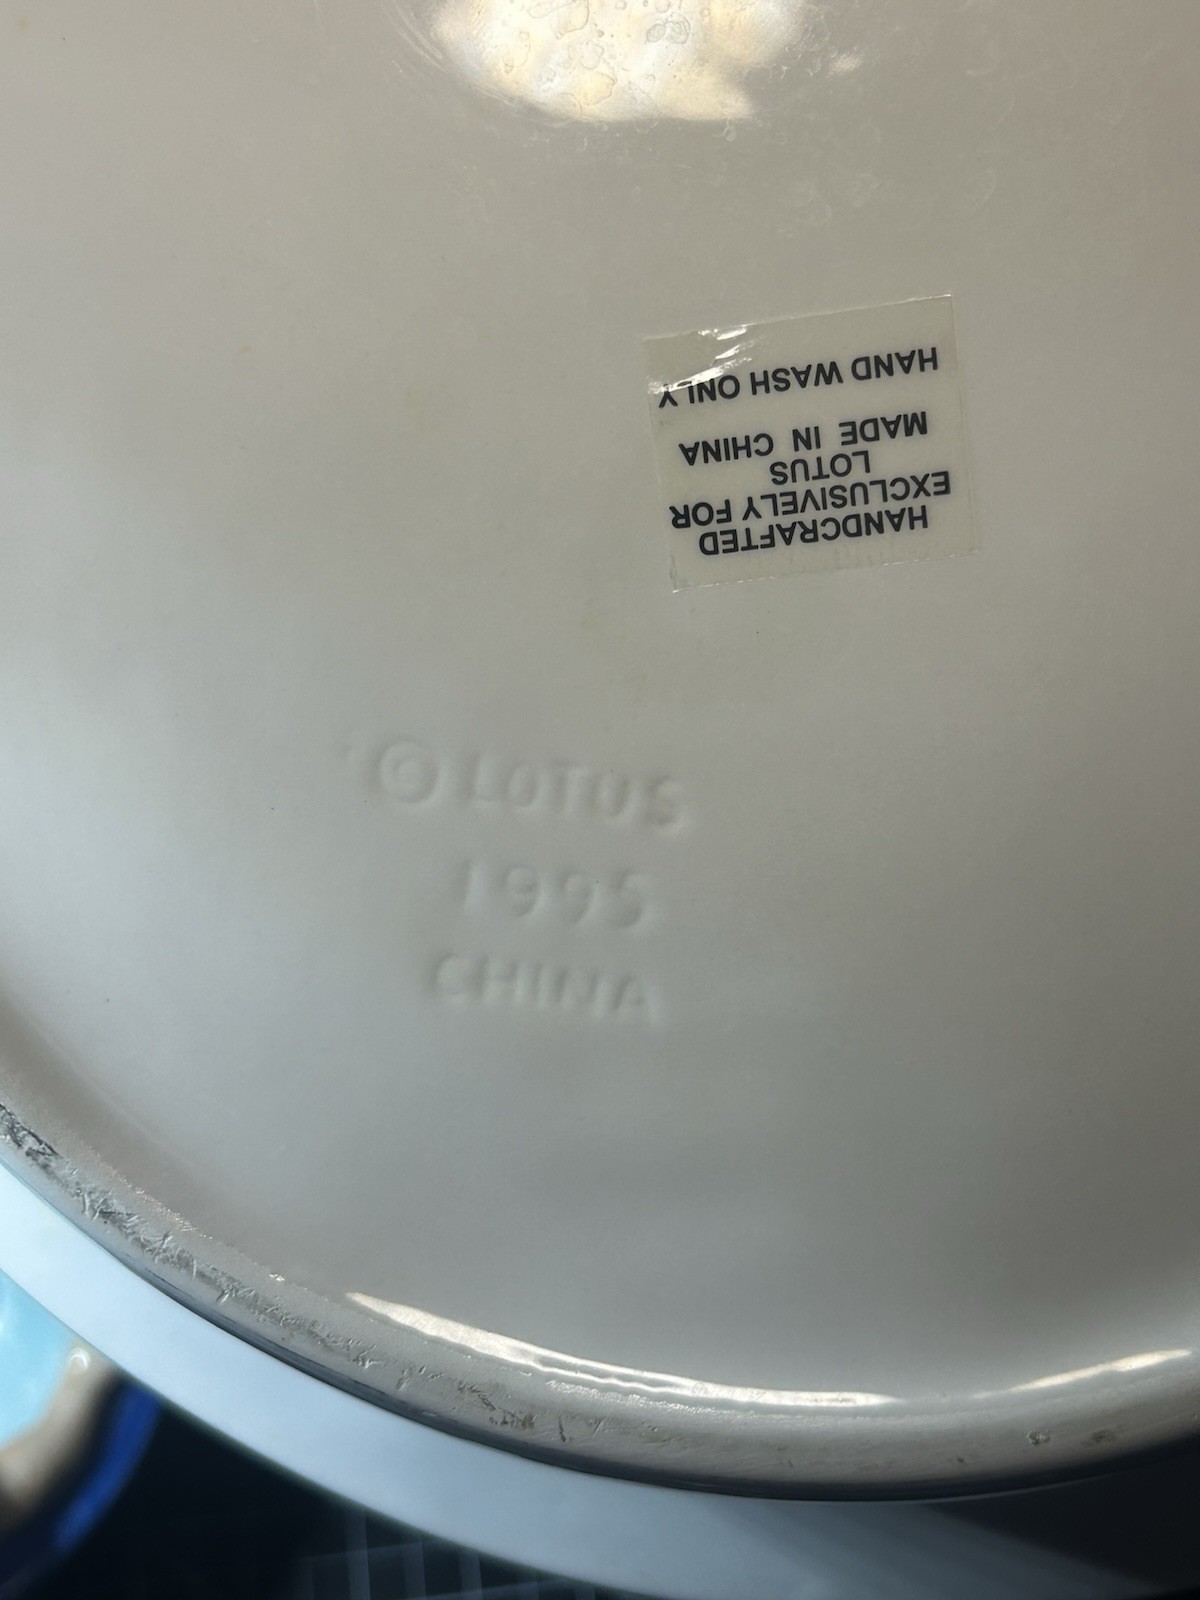 HANDCRAFTED
EXCLUSIVELY FOR
LOTUS
MADE IN CHINA
HAND WASH ONLY
© LOTUS
1995
CHINA